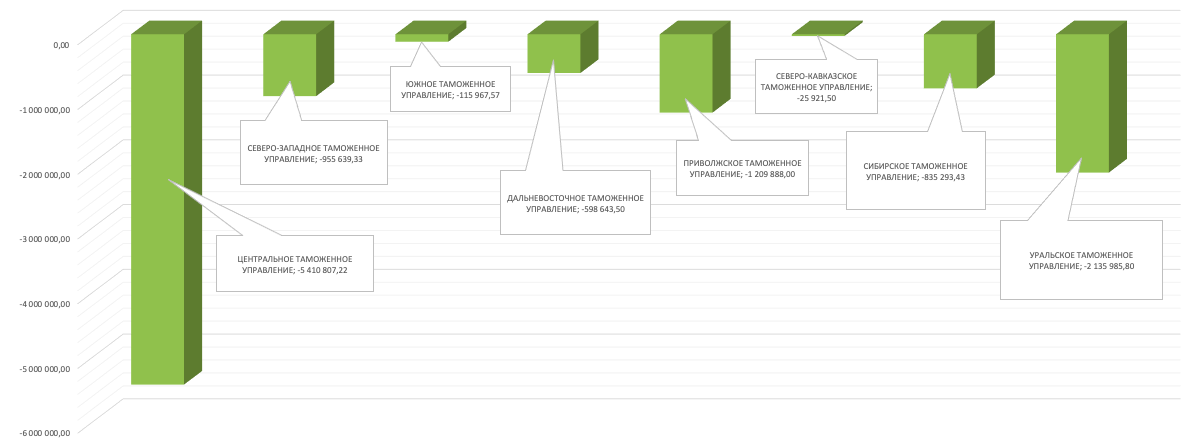 0,00
-1 000 000,00
-2 000 000,00
-3 000 000,00
-4 000 000,00
-5 000 000,00
-6 000 000,00
ЦЕНТРАЛЬНОЕ ТАМОЖЕННОЕ
УПРАВЛЕНИЕ; -5 410 807,22
СЕВЕРО-ЗАПАДНОЕ ТАМОЖЕННОЕ
УПРАВЛЕНИЕ; -955 639,33
ЮЖНОЕ ТАМОЖЕННОЕ
УПРАВЛЕНИЕ; -115 967,57
ДАЛЬНЕВОСТОЧНОЕ ТАМОЖЕННОЕ
УПРАВЛЕНИЕ; -598 643,50
ПРИВОЛЖСКОЕ ТАМОЖЕННОЕ
УПРАВЛЕНИЕ; -1 209 888,00
СЕВЕРО-КАВКАЗСКОЕ
ТАМОЖЕННОЕ УПРАВЛЕНИЕ;
-25 921,50
СИБИРСКОЕ ТАМОЖЕННОЕ
УПРАВЛЕНИЕ; -835 293,43
УРАЛЬСКОЕ ТАМОЖЕННОЕ
УПРАВЛЕНИЕ; -2 135 985,80